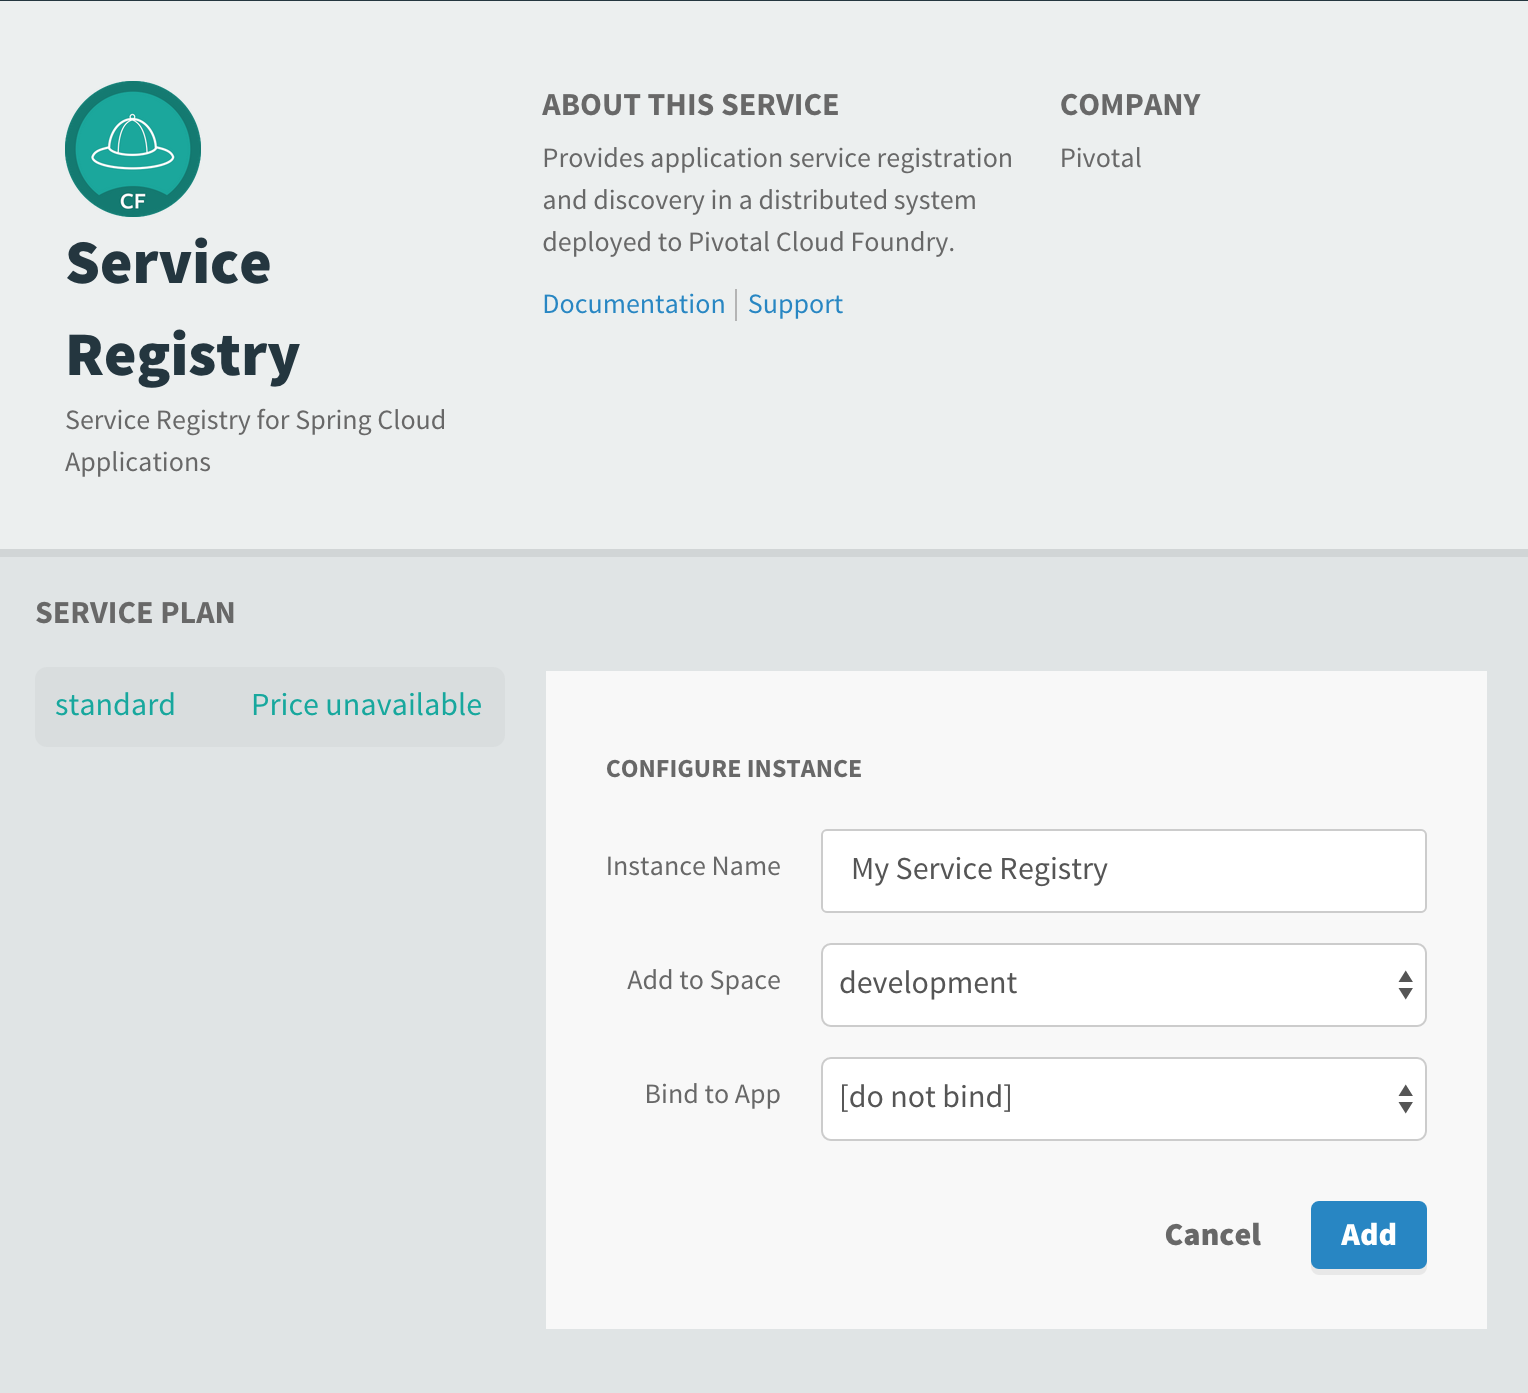 CF
Service
Registry
Service Registry for Spring Cloud
Applications
ABOUT THIS SERVICE
Provides application service registration
and discovery in a distributed system
deployed to Pivotal Cloud Foundry.
Documentation | Support
COMPANY
Pivotal
SERVICE PLAN
standard Price unavailable
CONFIGURE INSTANCE
Instance Name My Service Registry
Add to Space development
Bind to App [do not bind]
Cancel Add